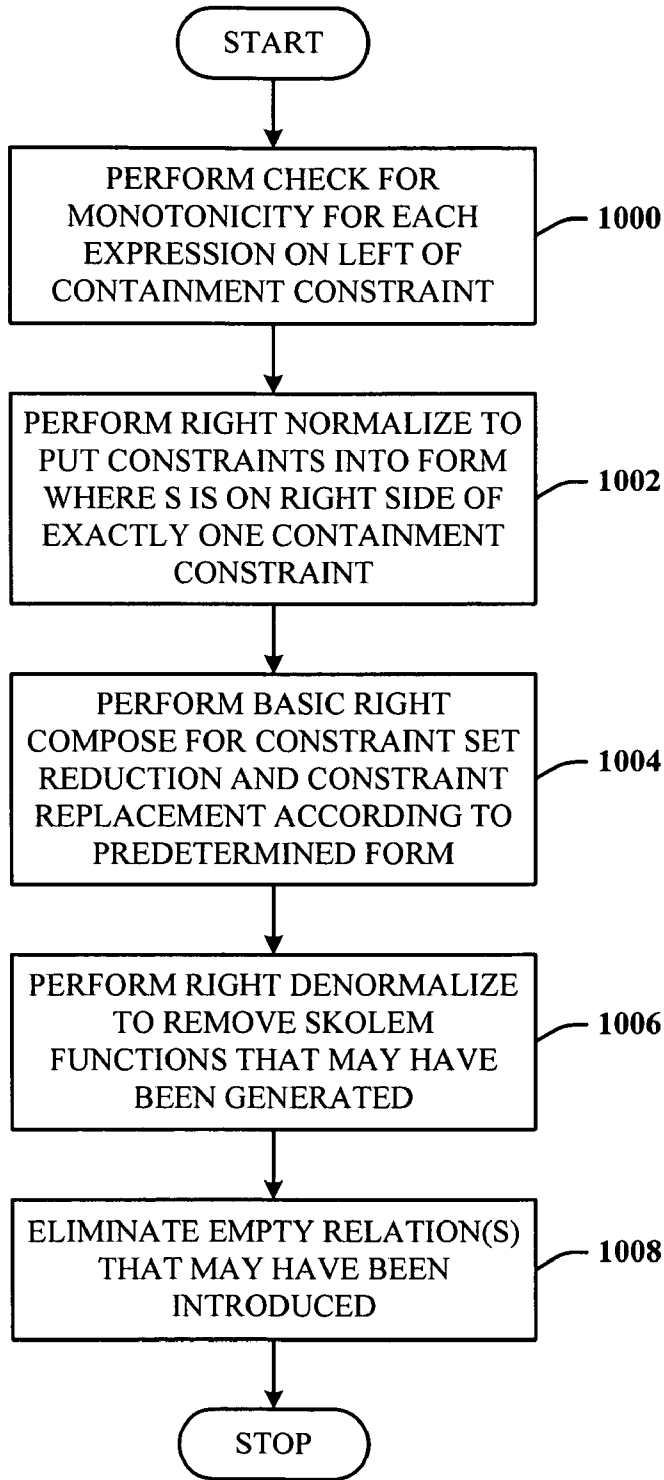 START
PERFORM CHECK FOR
MONOTONICITY FOR EACH
EXPRESSION ON LEFT OF
CONTAINMENT CONSTRAINT
1000
PERFORM RIGHT NORMALIZE TO
PUT CONSTRAINTS INTO FORM
WHERE S IS ON RIGHT SIDE OF
EXACTLY ONE CONTAINMENT
CONSTRAINT
1002
PERFORM BASIC RIGHT
COMPOSE FOR CONSTRAINT SET
REDUCTION AND CONSTRAINT
REPLACEMENT ACCORDING TO
PREDETERMINED FORM
1004
PERFORM RIGHT DENORMALIZE
TO REMOVE SKOLEM
FUNCTIONS THAT MAY HAVE
BEEN GENERATED
1006
ELIMINATE EMPTY RELATION(S)
THAT MAY HAVE BEEN
INTRODUCED
1008
STOP